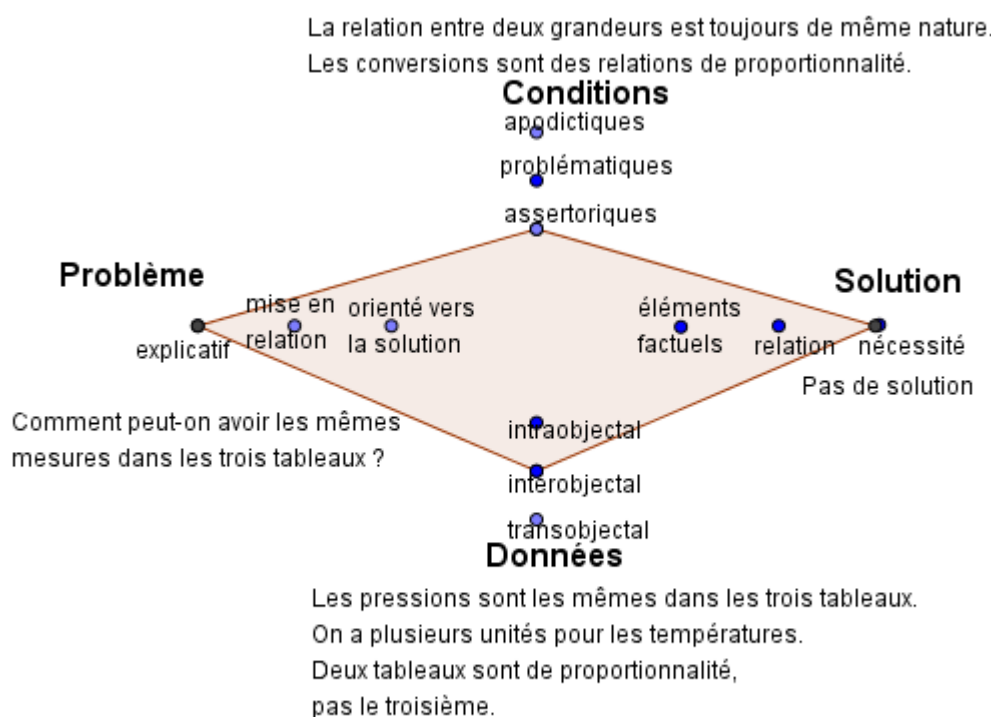 La relation entre deux grandeurs est toujours de même nature.
Les conversions sont des relations de proportionnalité.
Conditions
apodictiques
problématiques
assertoriques
Problème
Solution
mise en
relation
orienté vers
la solution
éléments
factuels
relation
nécessité
explicatif
Pas de solution
Comment peut-on avoir les mêmes
mesures dans les trois tableaux ?
intraobjectal
interobjectal
transobjectal
Données
Les pressions sont les mêmes dans les trois tableaux.
On a plusieurs unités pour les températures.
Deux tableaux sont de proportionnalité,
pas le troisième.